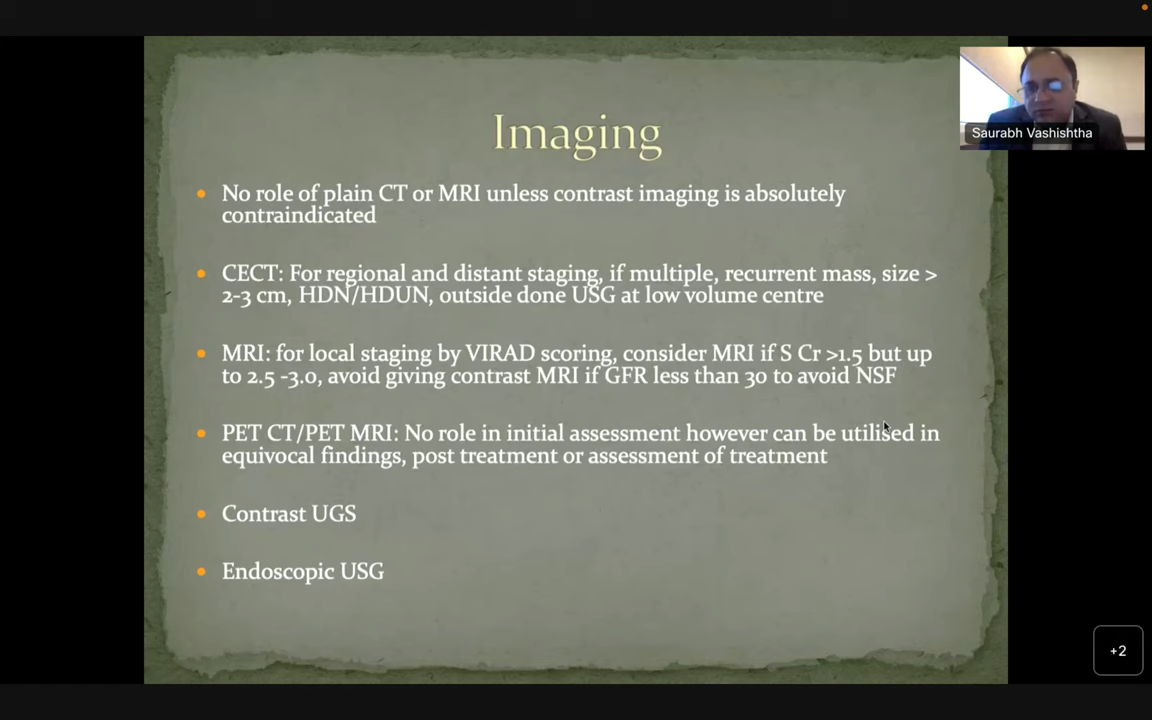 Imaging
Saurabh Vashishtha
No role of plain CT or MRI unless contrast imaging is absolutely
contraindicated
CECT: For regional and distant staging, if multiple, recurrent mass, size >
2-3 cm, HDN/HDUN, outside done USG at low volume centre
MRI: for local staging by VIRAD scoring, consider MRI if S Cr >1.5 but up
to 2.5 -3.0, avoid giving contrast MRI if GFR less than 30 to avoid NSF
PET CT/PET MRI: No role in initial assessment however can be utilised in
equivocal findings, post treatment or assessment of treatment
Contrast UGS
Endoscopic USG
+2